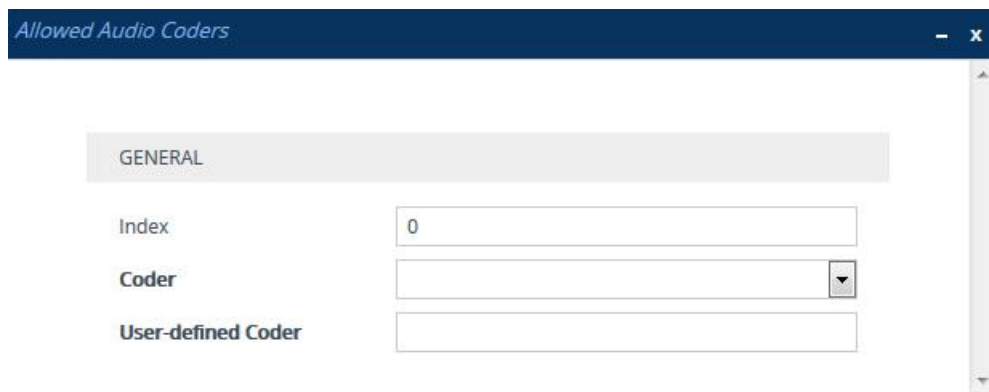 Allowed Audio Coders
GENERAL
Index 0
Coder
User-defined Coder